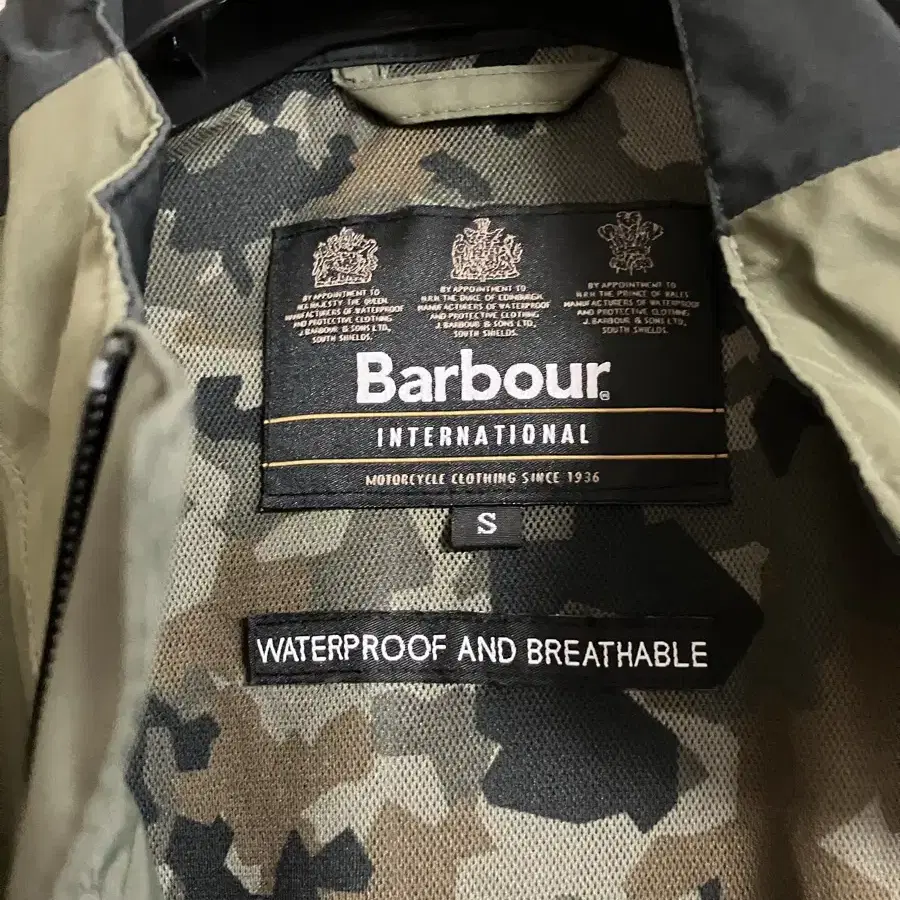 BY APPOINTMENT TO
HER MAJESTY THE QUEEN
MANUFACTURERS OF WATERPROOF
AND PROTECTIVE CLOTHING
J. BARBOUR & SONS LTD,
SOUTH SHIELDS.
BY APPOINTMENT TO
H.R.H. THE DUKE OF EDINBURGH
MANUFACTURERS OF WATERPROOF
AND PROTECTIVE CLOTHING
J. BARBOUR & SONS LTD,
SOUTH SHIELDS.
BY APPOINTMENT TO
H.R.H. THE PRINCE OF WALES
MANUFACTURERS OF WATERPROOF
AND PROTECTIVE CLOTHING
J. BARBOUR & SONS LTD,
SOUTH SHIELDS.
Barbour®
INTERNATIONAL
MOTORCYCLE CLOTHING SINCE 1936
S
WATERPROOF AND BREATHABLE